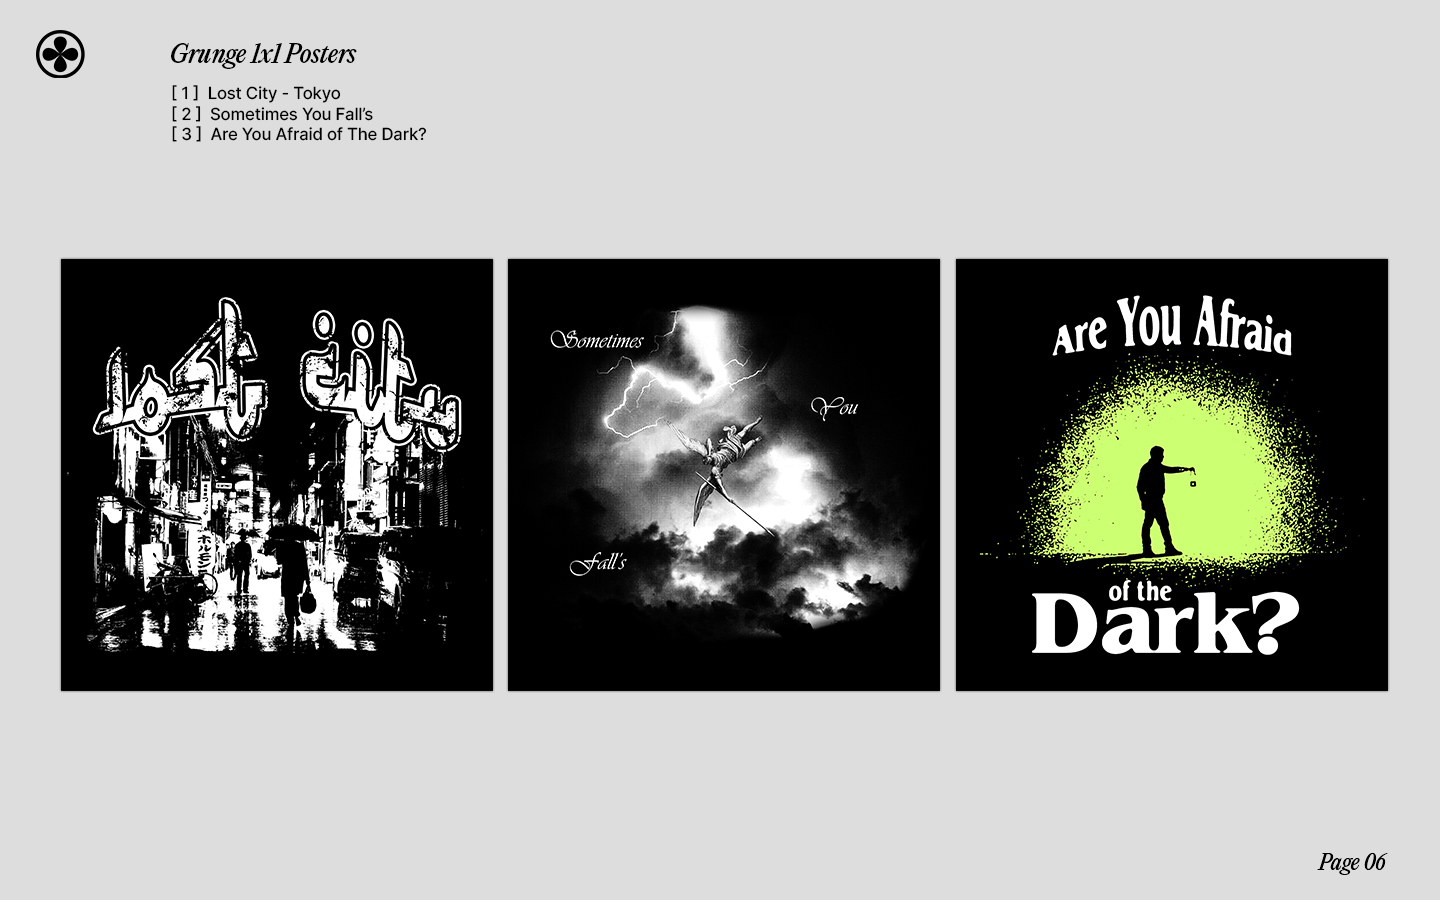 Grunge 1x1 Posters
[ 1 ] Lost City - Tokyo
[ 2 ] Sometimes You Fall's
[ 3 ] Are You Afraid of The Dark?
lost city
ホルモン
Sometimes
You
Fall's
Are You Afraid
of the
Dark?
Page 06